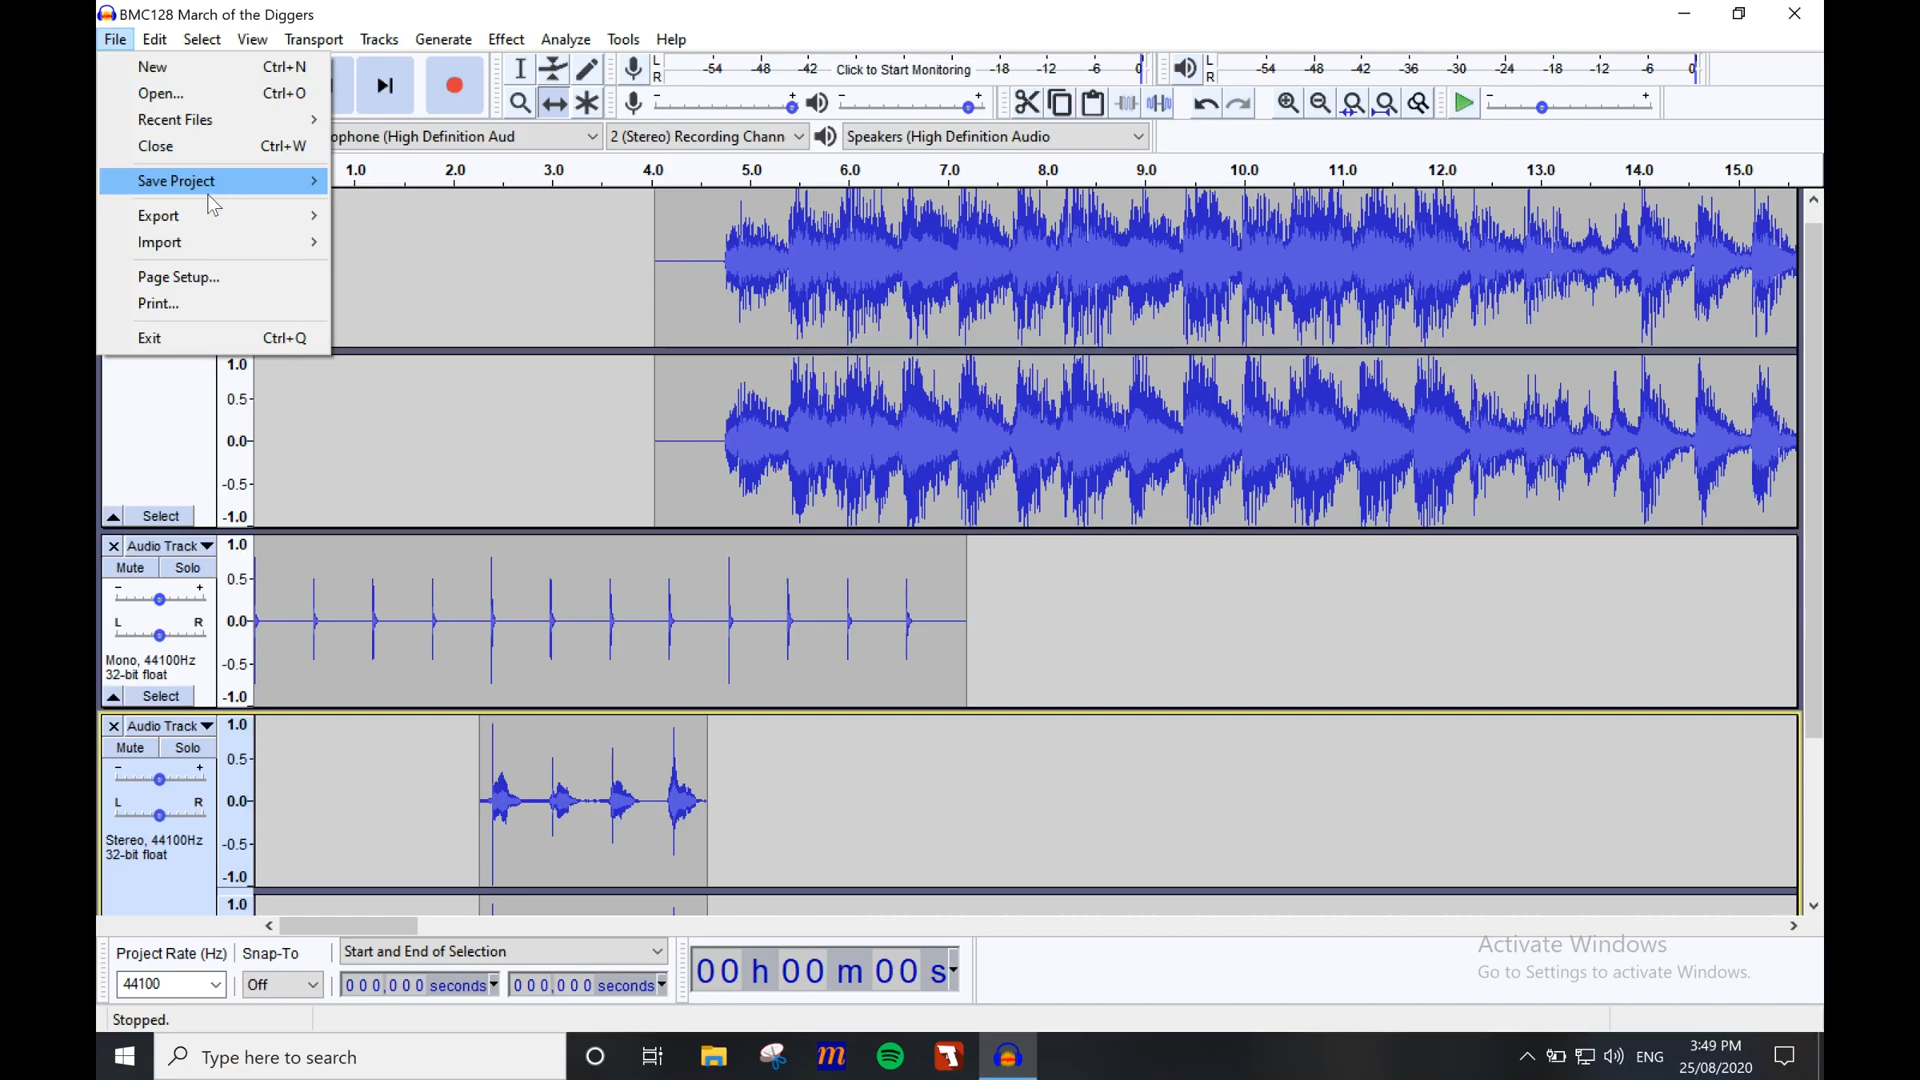 BMC128 March of the Diggers
File Edit Select View Transport Tracks Generate Effect Analyze Tools Help
New Ctrl+N
Open... Ctrl+O
Recent Files
Close Ctrl+W
Save Project
Export
Import
Page Setup...
Print...
Exit Ctrl+Q
L
R
-54 -48 -42 Click to Start Monitoring -18 -12 -6 0
L
R
-54 -48 -42 -36 -30 -24 -18 -12 -6 0
- +
- +
- +
ophone (High Definition Aud
2 (Stereo) Recording Chann
Speakers (High Definition Audio
1.0 2.0 3.0 4.0 5.0 6.0 7.0 8.0 9.0 10.0 11.0 12.0 13.0 14.0 15.0
1.0
0.5-
0.0-
-0.5-
-1.0
Select
Audio Track
Mute Solo
- +
L R
Mono, 44100Hz
32-bit float
Select
1.0
0.5-
0.0-
-0.5-
-1.0
Audio Track
Mute Solo
- +
L R
Stereo, 44100Hz
32-bit float
1.0
0.5-
0.0-
-0.5-
-1.0
1.0
Project Rate (Hz)
Snap-To
Start and End of Selection
44100
Off
0 0 0,0 0 0 seconds
0 0 0,0 0 0 seconds
00 h 00 m 00 s
Activate Windows
Go to Settings to activate Windows.
Stopped.
Type here to search
m
ENG
3:49 PM
25/08/2020